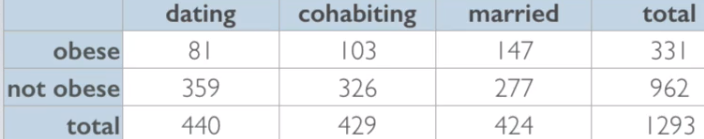 dating cohabiting married total
obese 81 103 147 331
not obese 359 326 277 962
total 440 429 424 1293